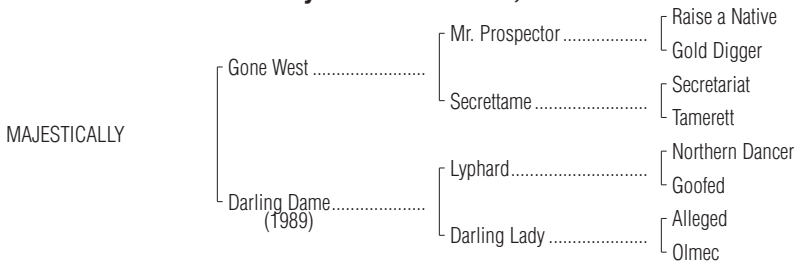 Raise a Native
Mr. Prospector
Gold Digger
Gone West
Secretariat
Secrettame
Tamerett
MAJESTICALLY
Northern Dancer
Lyphard
Goofed
Darling Dame
(1989)
Alleged
Darling Lady
Olmec